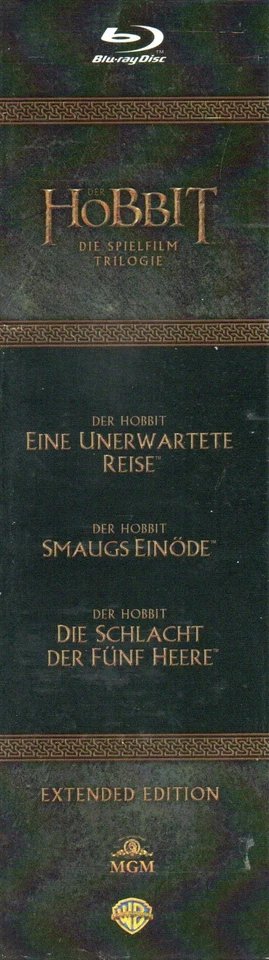 Blu-ray Disc™
DER
HOBBIT
DIE SPIELFILM
TRILOGIE
DER HOBBIT
EINE UNERWARTETE
REISE™
DER HOBBIT
SMAUGS EINÖDE™
DER HOBBIT
DIE SCHLACHT
DER FÜNF HEERE™
EXTENDED EDITION
MGM
WB